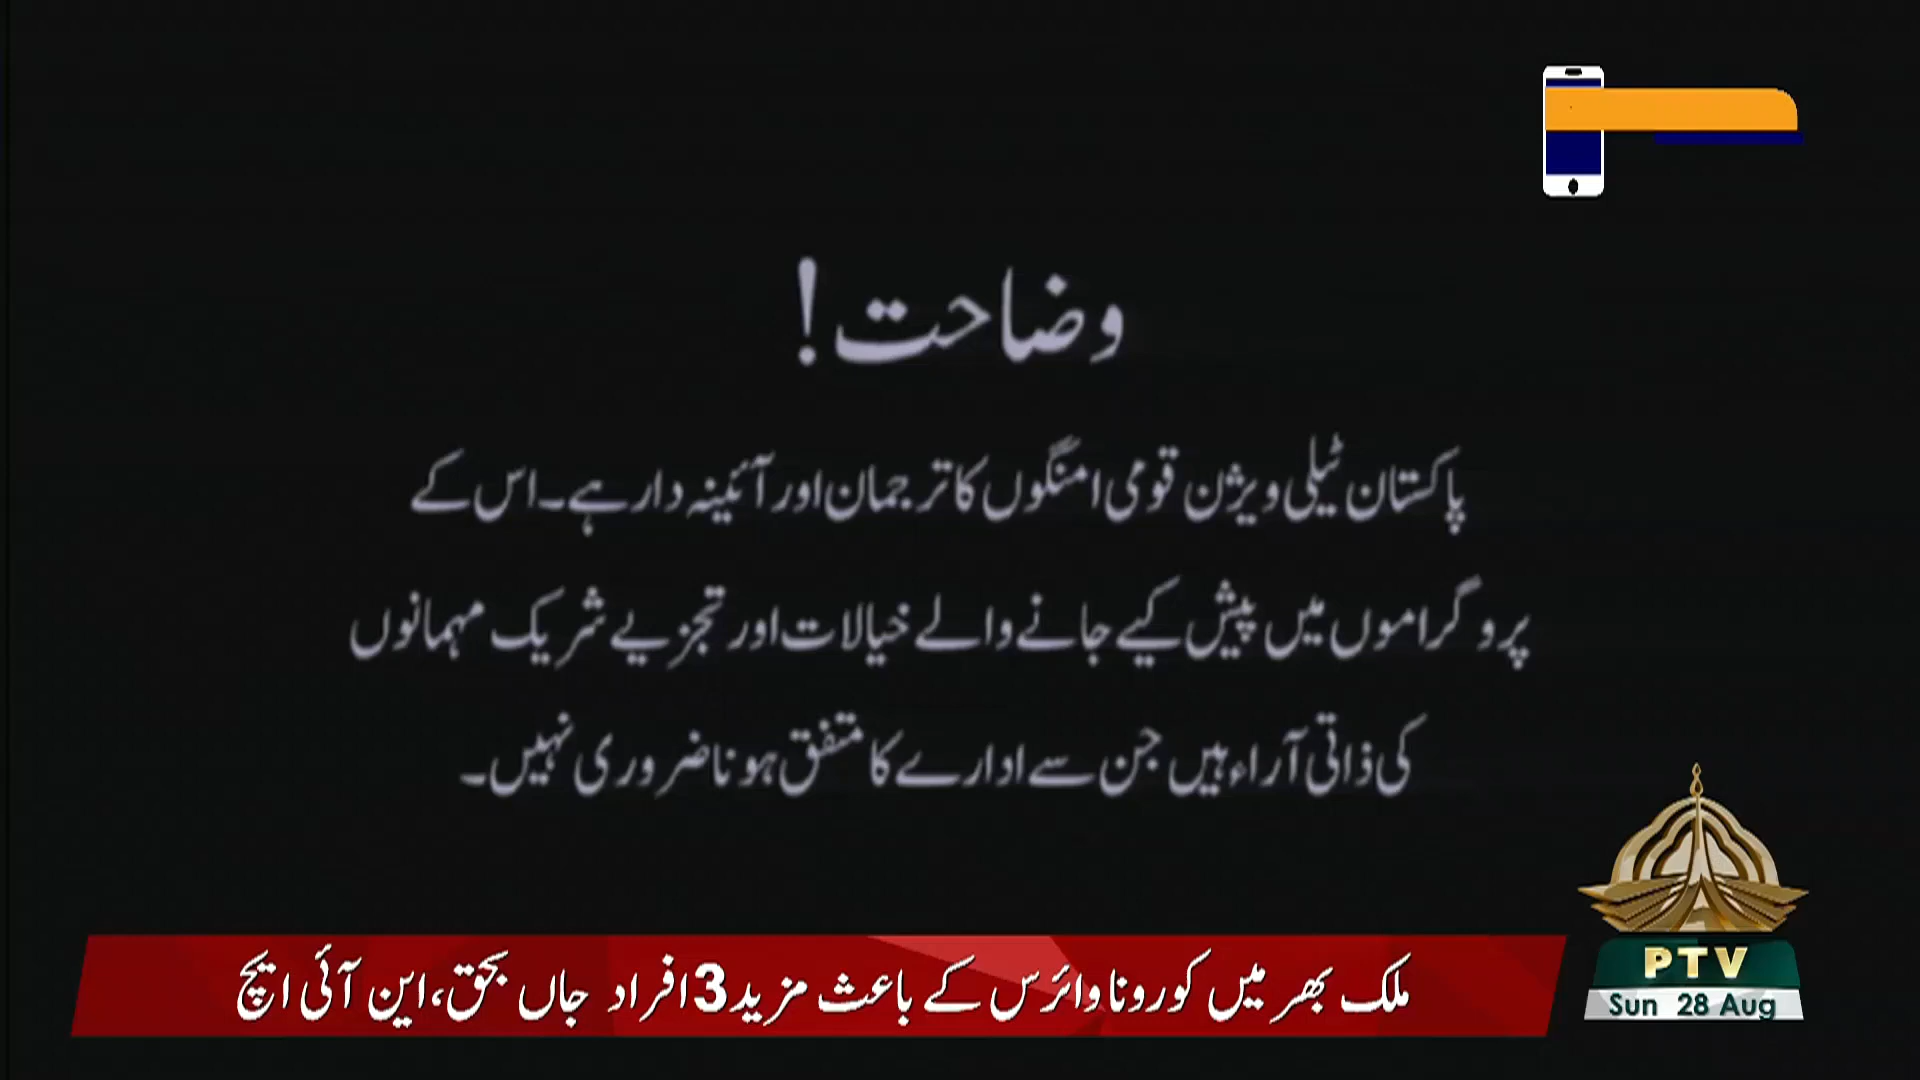 وضاحت!
پاکستان ٹیلی ویژن قومی امنگوں کا ترجمان اور آئینہ دار ہے۔ اس کے
پروگراموں میں پیش کیے جانے والے خیالات اور تجزیے شریک مہمانوں
کی ذاتی آراء ہیں جن سے ادارے کا متفق ہونا ضروری نہیں۔
ملک بھر میں کورونا وائرس کے باعث مزید 3 افراد جاں بحق، این آئی ایچ
PTV
Sun 28 Aug